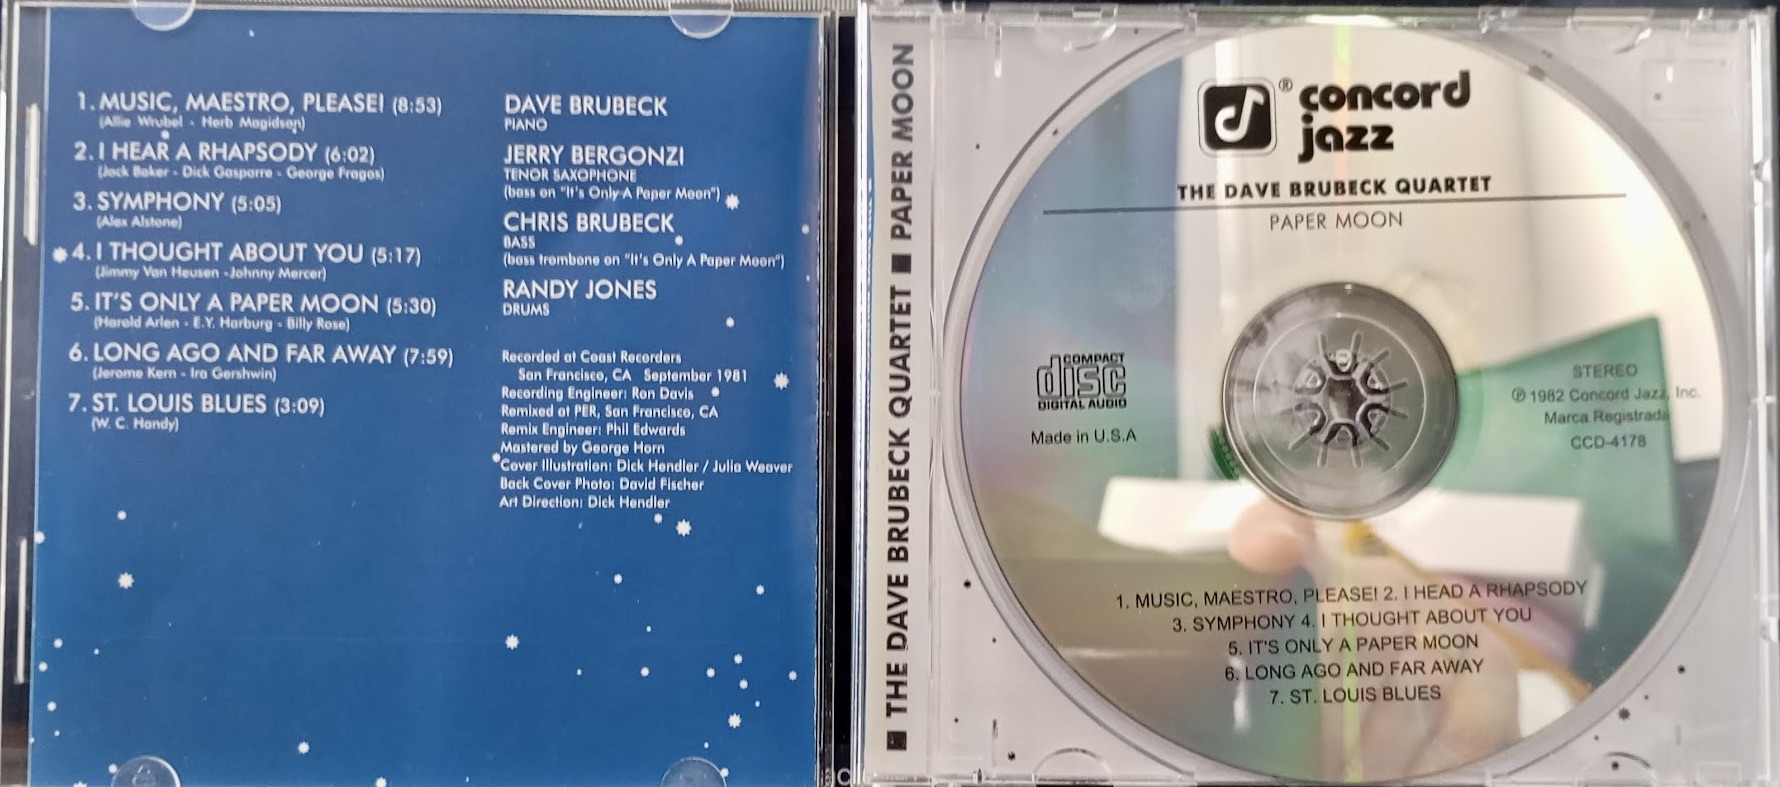 1. MUSIC, MAESTRO, PLEASE! (8:53)
(Allie Wrubel - Herb Magidson)
2. I HEAR A RHAPSODY (6:02)
(Jack Baker - Dick Gasparre - George Fragos)
3. SYMPHONY (5:05)
(Alex Alstone)
4. I THOUGHT ABOUT YOU (5:17)
(Jimmy Van Heusen -Johnny Mercer)
5. IT'S ONLY A PAPER MOON (5:30)
(Harold Arlen - E.Y. Harburg - Billy Rose)
6. LONG AGO AND FAR AWAY (7:59)
(Jerome Kern - Ira Gershwin)
7. ST. LOUIS BLUES (3:09)
(W. C. Handy)
DAVE BRUBECK
PIANO
JERRY BERGONZI
TENOR SAXOPHONE
(bass on "It's Only A Paper Moon")
CHRIS BRUBECK
BASS
(bass trombone on "It's Only A Paper Moon")
RANDY JONES
DRUMS
Recorded at Coast Recorders
San Francisco, CA September 1981
Recording Engineer: Ron Davis
Remixed at PER, San Francisco, CA
Remix Engineer: Phil Edwards
Mastered by George Horn
Cover Illustration: Dick Hendler / Julia Weaver
Back Cover Photo: David Fischer
Art Direction: Dick Hendler
■ THE DAVE BRUBECK QUARTET ■ PAPER MOON
® concord
jazz
THE DAVE BRUBECK QUARTET
PAPER MOON
COMPACT
disc
DIGITAL AUDIO
Made in U.S.A
STEREO
℗ 1982 Concord Jazz, Inc.
Marca Registrada
CCD-4178
1. MUSIC, MAESTRO, PLEASE! 2. I HEAD A RHAPSODY
3. SYMPHONY 4. I THOUGHT ABOUT YOU
5. IT'S ONLY A PAPER MOON
6. LONG AGO AND FAR AWAY
7. ST. LOUIS BLUES